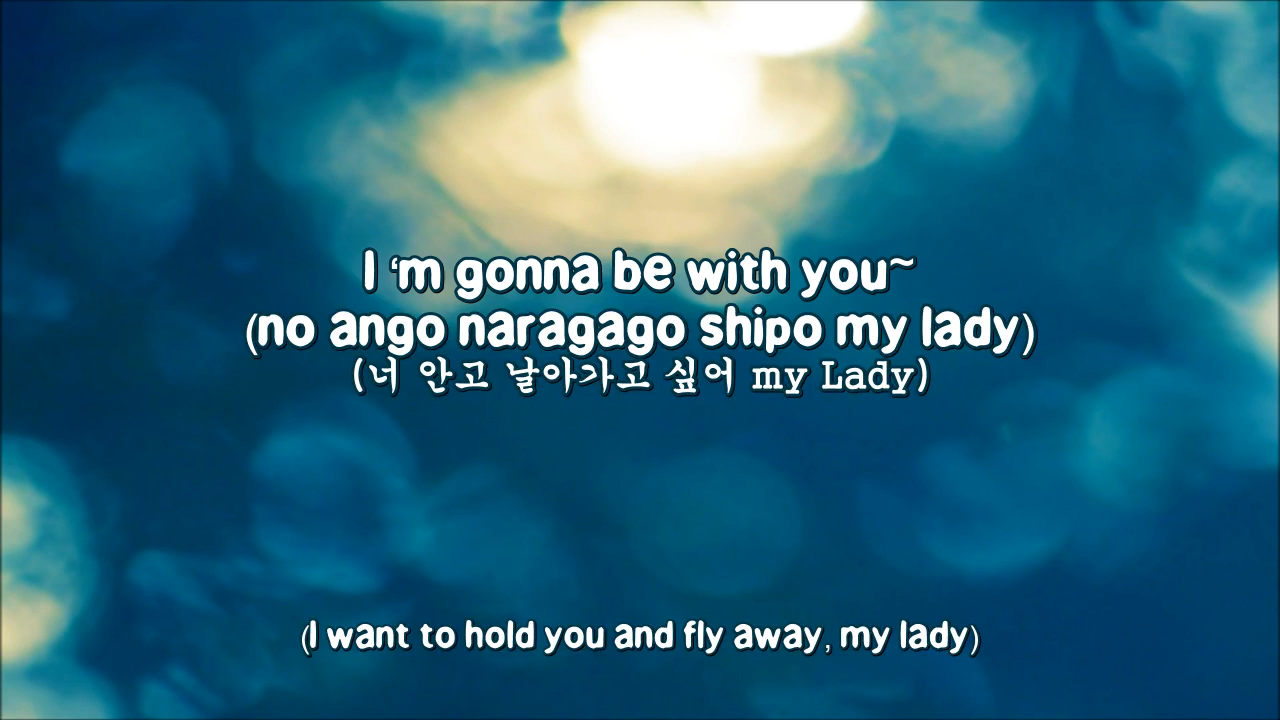 I 'm gonna be with you~
(no ango naragago shipo my lady)
(너 안고 날아가고 싶어 my Lady)
(I want to hold you and fly away, my lady)